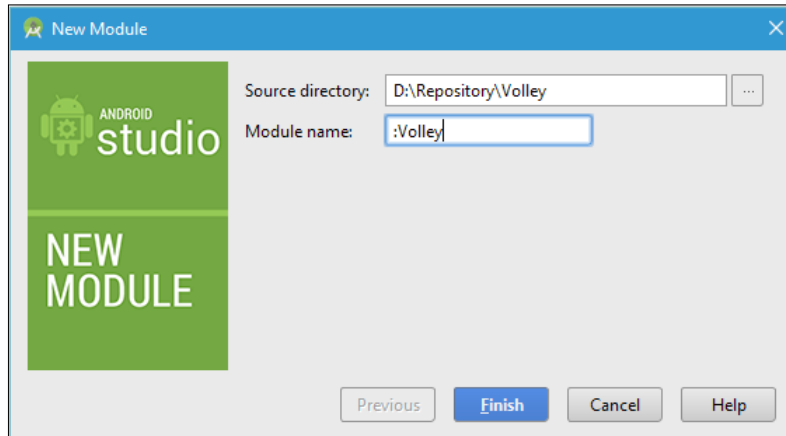 New Module
ANDROID
studio
NEW
MODULE
Source directory: D:\Repository\Volley ...
Module name: :Volley
Previous Finish Cancel Help